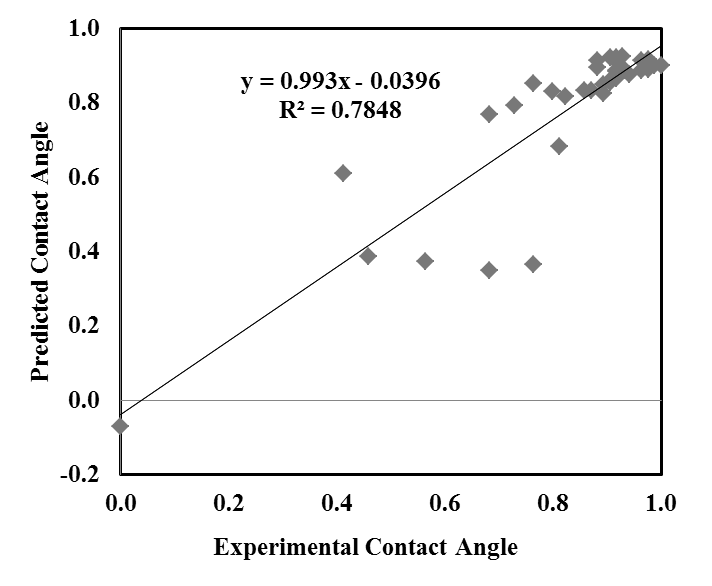 1.0
y = 0.993x - 0.0396
R² = 0.7848
0.8
0.6
0.4
0.2
0.0
-0.2
Predicted Contact Angle
0.0 0.2 0.4 0.6 0.8 1.0
Experimental Contact Angle